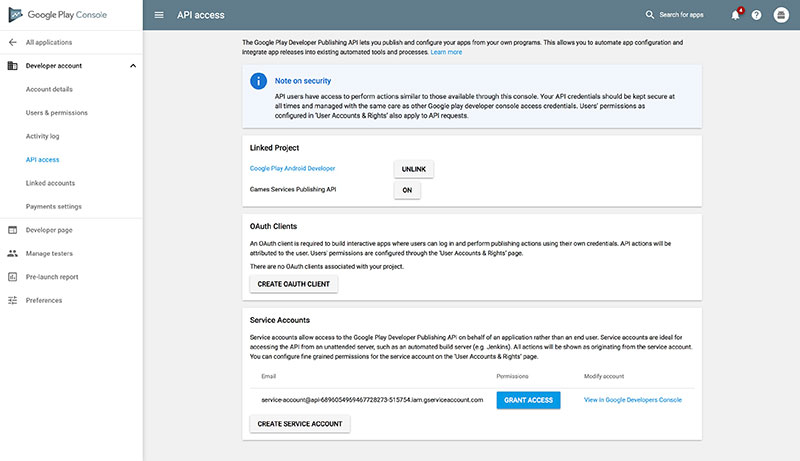 Google Play Console
API access
Search for apps
4
All applications
Developer account
Account details
Users & permissions
Activity log
API access
Linked accounts
Payments settings
Developer page
Manage testers
Pre-launch report
Preferences
The Google Play Developer Publishing API lets you publish and configure your apps from your own programs. This allows you to automate app configuration and
integrate app releases into existing automated tools and processes. Learn more
Note on security
API users have access to perform actions similar to those available through this console. Your API credentials should be kept secure at
all times and managed with the same care as other Google play developer console access credentials. Users' permissions as
configured in 'User Accounts & Rights' also apply to API requests.
Linked Project
Google Play Android Developer
UNLINK
Games Services Publishing API
ON
OAuth Clients
An OAuth client is required to build interactive apps where users can log in and perform publishing actions using their own credentials. API actions will be
attributed to the user. Users' permissions are configured through the 'User Accounts & Rights' page.
There are no OAuth clients associated with your project.
CREATE OAUTH CLIENT
Service Accounts
Service accounts allow access to the Google Play Developer Publishing API on behalf of an application rather than an end user. Service accounts are ideal for
accessing the API from an unattended server, such as an automated build server (e.g. Jenkins). All actions will be shown as originating from the service account.
You can configure fine grained permissions for the service account on the 'User Accounts & Rights' page.
Email
Permissions
Modify account
service-account@api-6896054969467728273-515754.iam.gserviceaccount.com
GRANT ACCESS
View in Google Developers Console
CREATE SERVICE ACCOUNT